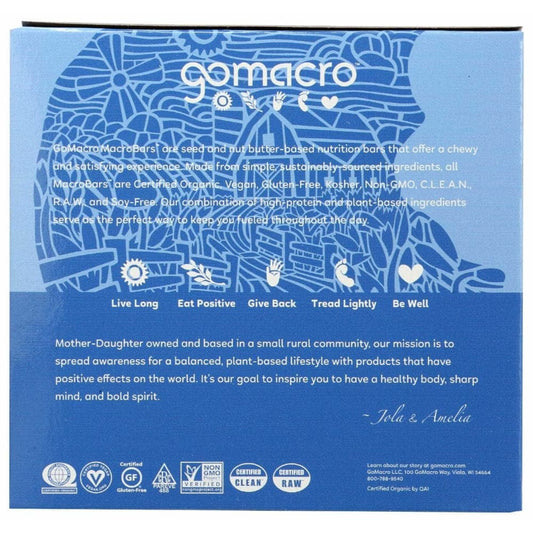 gomacro™
GoMacro MacroBars® are seed and nut butter-based nutrition bars that offer a chewy
and satisfying experience. Made from simple, sustainably-sourced ingredients, all
MacroBars® are Certified Organic, Vegan, Gluten-Free, Kosher, Non-GMO, C.L.E.A.N.,
R.A.W. and Soy-Free. Our combination of high-protein and plant-based ingredients
serve as the perfect way to keep you fueled throughout the day.
Live Long Eat Positive Give Back Tread Lightly Be Well
Mother-Daughter owned and based in a small rural community, our mission is to
spread awareness for a balanced, plant-based lifestyle with products that have
positive effects on the world. It's our goal to inspire you to have a healthy body, sharp
mind, and bold spirit.
~ Jola & Amelia
Certified
GF
Gluten-Free
PAREVE
NON
GMO
VERIFIED
nongmoproject.org
CERTIFIED
CLEAN
CERTIFIED
RAW
Learn about our story at gomacro.com
GoMacro LLC, 100 GoMacro Way, Viola, WI 54664
800-788-9540
Certified Organic by QAI